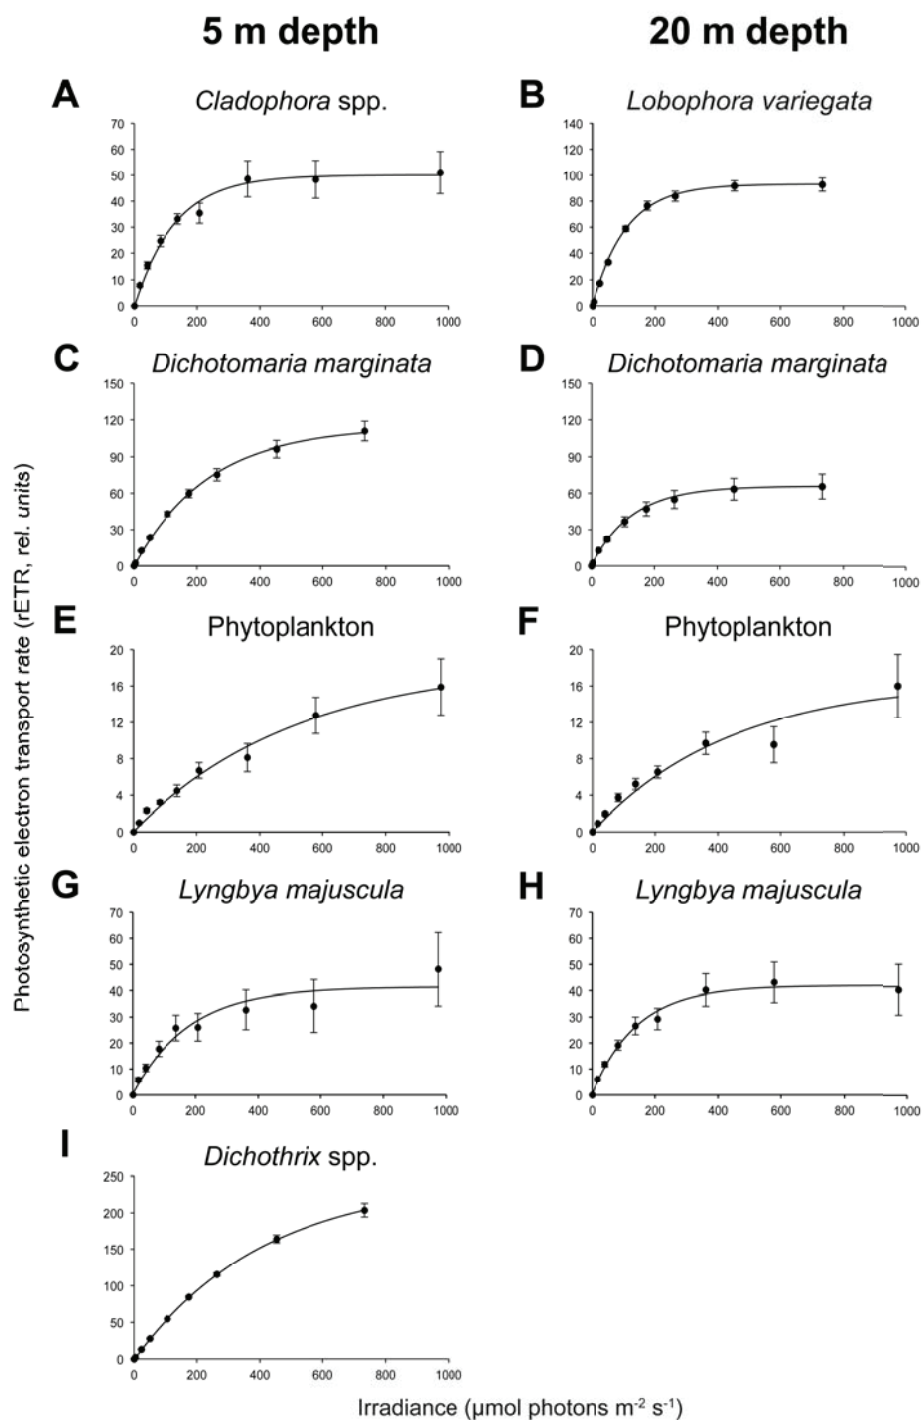 5 m depth 20 m depth
A Cladophora spp. B Lobophora variegata
70 140
60 120
50 100
40 80
30 60
20 40
10 20
0 0
0 200 400 600 800 1000 0 200 400 600 800 1000
C Dichotomaria marginata D Dichotomaria marginata
150 150
120 120
90 90
60 60
30 30
0 0
0 200 400 600 800 1000 0 200 400 600 800 1000
Photosynthetic electron transport rate (rETR, rel. units)
E Phytoplankton F Phytoplankton
20 20
16 16
12 12
8 8
4 4
0 0
0 200 400 600 800 1000 0 200 400 600 800 1000
G Lyngbya majuscula H Lyngbya majuscula
70 70
60 60
50 50
40 40
30 30
20 20
10 10
0 0
0 200 400 600 800 1000 0 200 400 600 800 1000
I Dichothrix spp.
250
200
150
100
50
0
0 200 400 600 800 1000
Irradiance (µmol photons m⁻² s⁻¹)